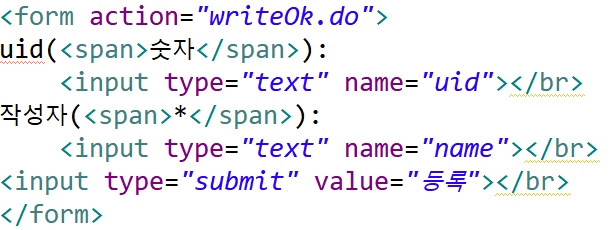 <form action="writeOk.do">
uid(<span>숫자</span>):
    <input type="text" name="uid"></br>
작성자(<span>*</span>):
    <input type="text" name="name"></br>
<input type="submit" value="등록"></br>
</form>